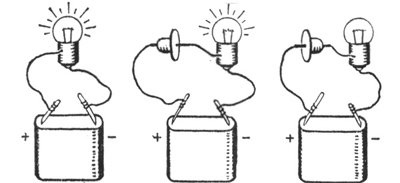 + - + - + -